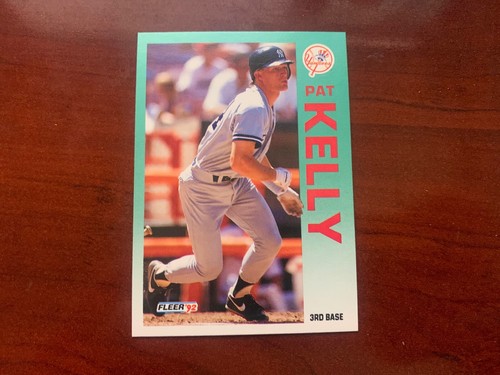 PAT
KELLY
FLEER '92
3RD BASE